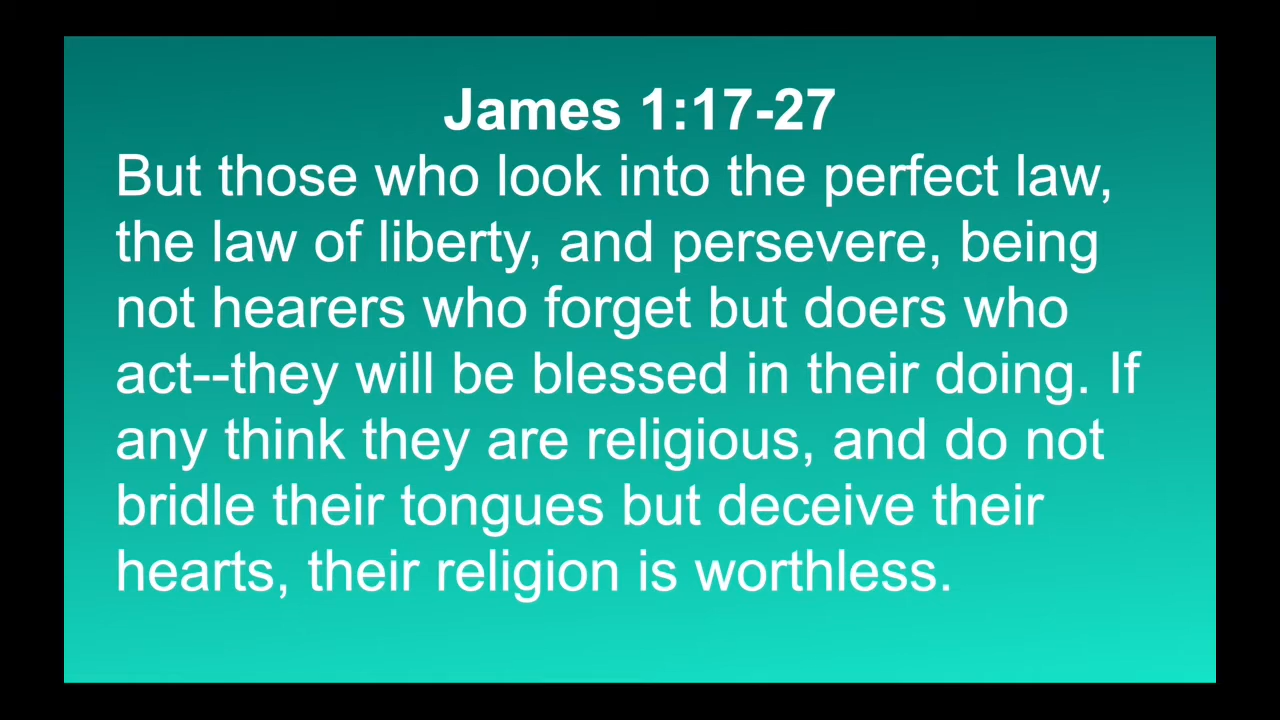 James 1:17-27
But those who look into the perfect law,
the law of liberty, and persevere, being
not hearers who forget but doers who
act--they will be blessed in their doing. If
any think they are religious, and do not
bridle their tongues but deceive their
hearts, their religion is worthless.